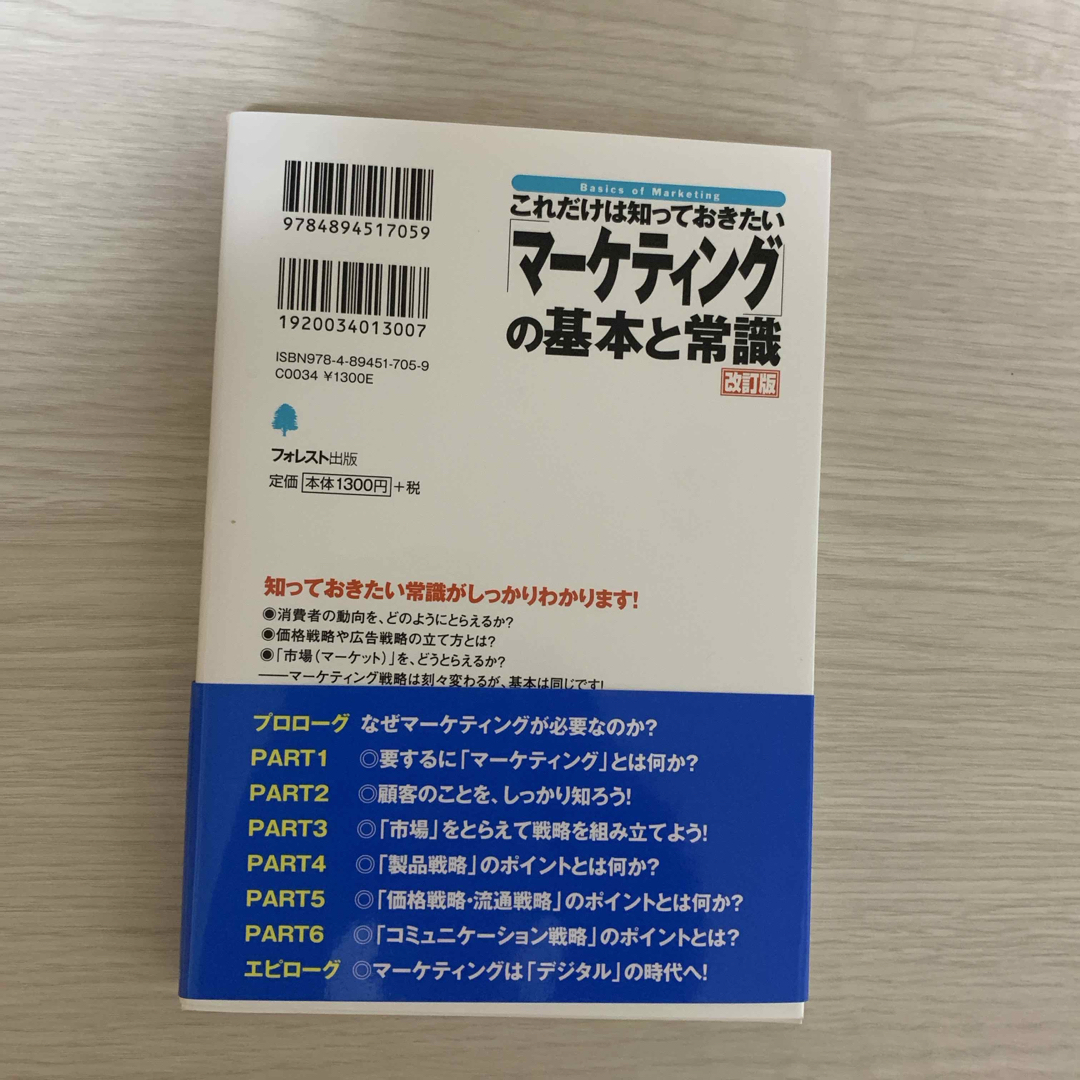 9784894517059
1920034013007
ISBN978-4-89451-705-9
C0034 ¥1300E
フォレスト出版
定価 本体1300円 +税
Basics of Marketing
これだけは知っておきたい
「マーケティング」
の基本と常識
改訂版
知っておきたい常識がしっかりわかります!
◉消費者の動向を、どのようにとらえるか?
◉価格戦略や広告戦略の立て方とは?
◉「市場(マーケット)」を、どうとらえるか?
――マーケティング戦略は刻々変わるが、基本は同じです!
プロローグ なぜマーケティングが必要なのか?
PART1 ◎要するに「マーケティング」とは何か?
PART2 ◎顧客のことを、しっかり知ろう!
PART3 ◎「市場」をとらえて戦略を組み立てよう!
PART4 ◎「製品戦略」のポイントとは何か?
PART5 ◎「価格戦略・流通戦略」のポイントとは何か?
PART6 ◎「コミュニケーション戦略」のポイントとは?
エピローグ ◎マーケティングは「デジタル」の時代へ!